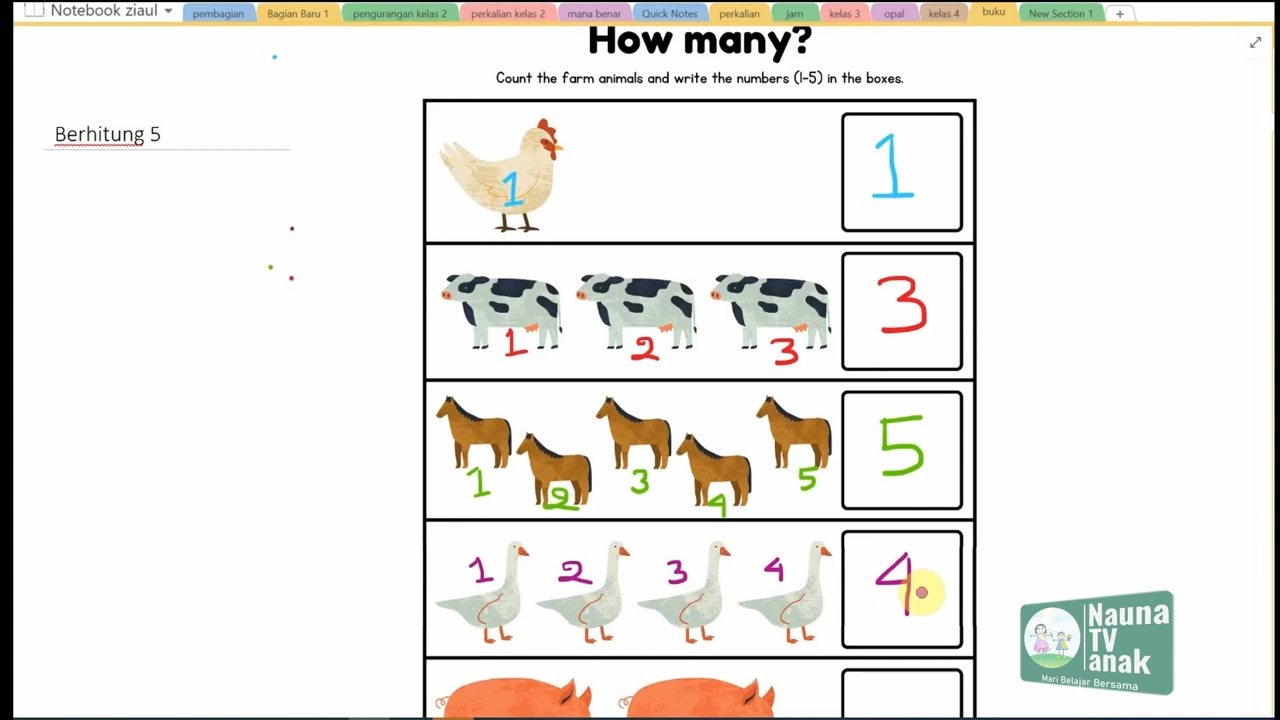 Notebook ziaul
pembagian
Bagian Baru 1
pengurangan kelas 2
perkalian kelas 2
mana benar
Quick Notes
perkalian
jam
kelas 3
opal
kelas 4
buku
New Section 1
+
How many?
Count the farm animals and write the numbers (1-5) in the boxes.
Berhitung 5
1
1
1 2 3
3
1 2 3 4 5
5
1 2 3 4
4
Nauna
TV
anak
Mari Belajar Bersama